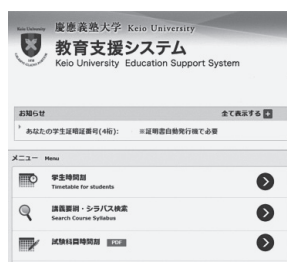 Keio University
慶應義塾大学 Keio University
教育支援システム
Keio University Education Support System
お知らせ 全て表示する
あなたの学生証暗証番号(4桁): ※証明書自動発行機で必要
メニュー Menu
学生時間割
Timetable for students
講義要綱・シラバス検索
Search Course Syllabus
試験科目時間割 PDF